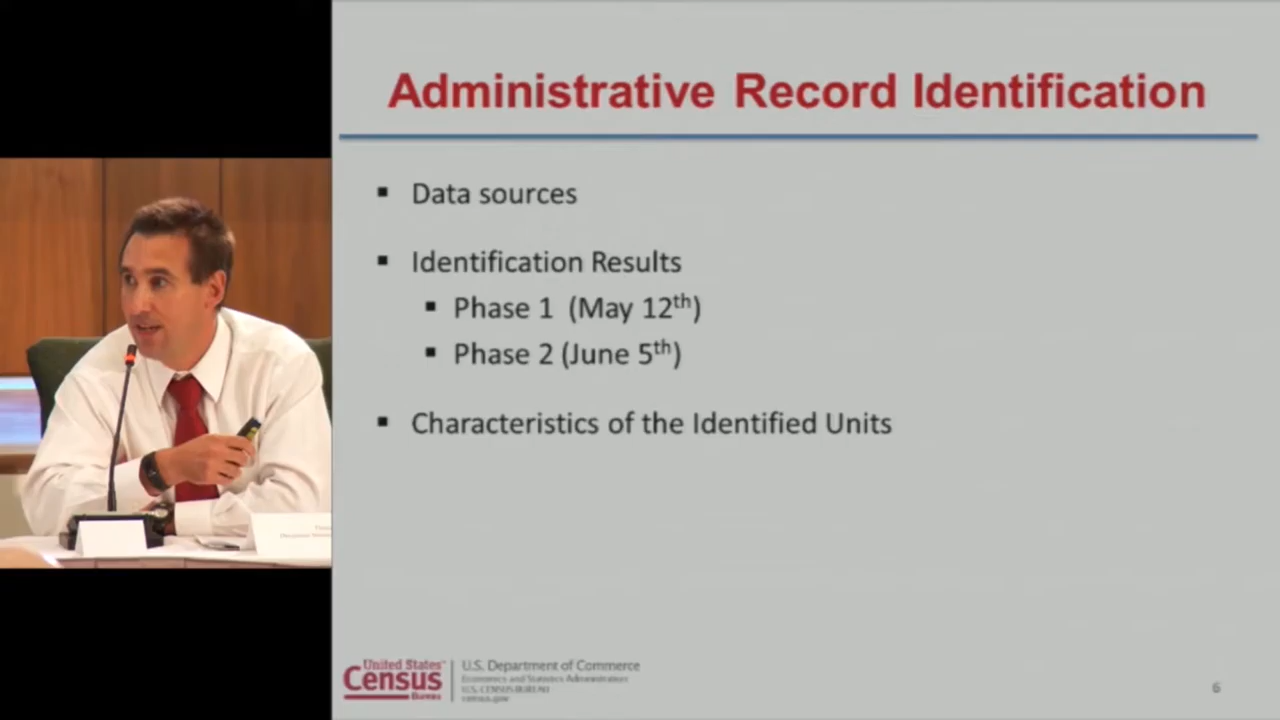 Administrative Record Identification
▪ Data sources
▪ Identification Results
▪ Phase 1 (May 12th)
▪ Phase 2 (June 5th)
▪ Characteristics of the Identified Units
United States™
Census
Bureau
U.S. Department of Commerce
Economics and Statistics Administration
U.S. CENSUS BUREAU
census.gov
6